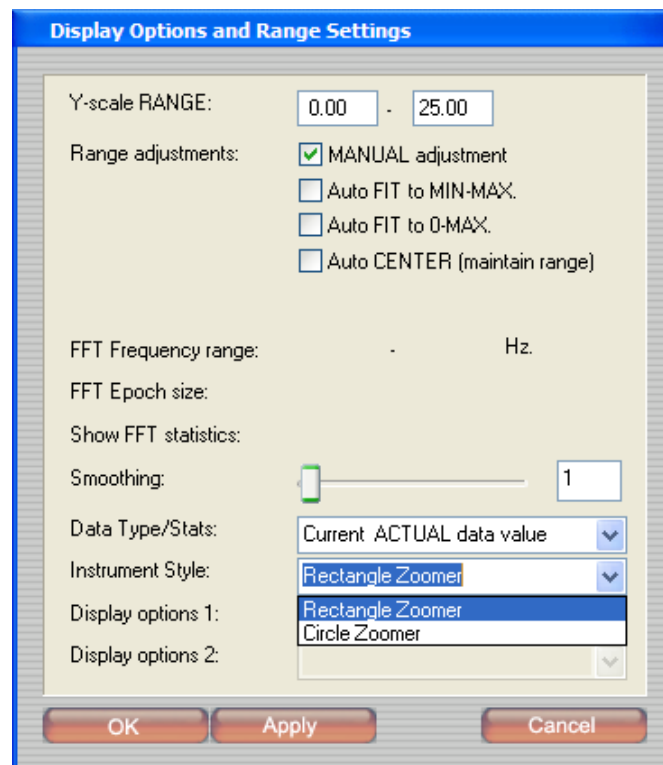 Display Options and Range Settings
Y-scale RANGE: 0.00 - 25.00
Range adjustments: MANUAL adjustment
Auto FIT to MIN-MAX.
Auto FIT to 0-MAX.
Auto CENTER (maintain range)
FFT Frequency range: - Hz.
FFT Epoch size:
Show FFT statistics:
Smoothing: 1
Data Type/Stats: Current ACTUAL data value
Instrument Style: Rectangle Zoomer
Display options 1: Rectangle Zoomer
Circle Zoomer
Display options 2:
OK Apply Cancel